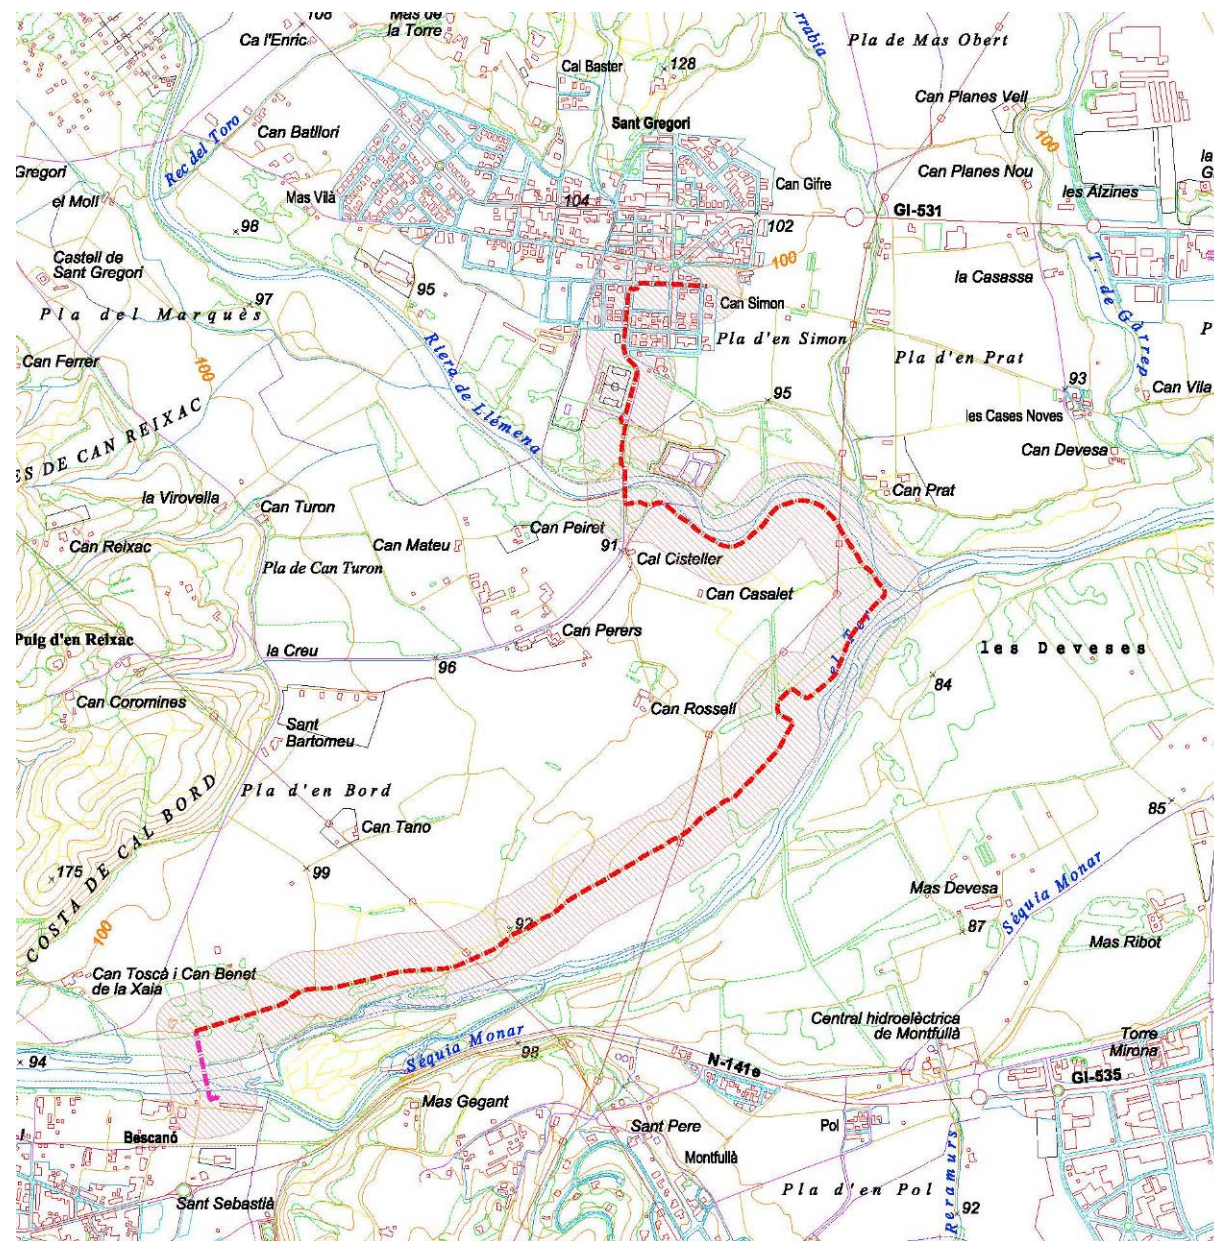 108
Mas de
la Torre
Ca l'Enric
Cal Baster
128
Pla de Mas Obert
Can Planes Vell
100
Rec del Toro
Can Batllori
Sant Gregori
Can Planes Nou
la
Gregori
el Moll
Mas Vilà
Can Gifre
104
102
GI-531
les Alzines
98
Castell de
Sant Gregori
95
100
la Casassa
T. de Gàrrep
97
Pla del Marquès
Can Simon
Pla d'en Simon
Pla d'en Prat
P
Can Ferrer
100
Riera de Llémena
93
Can Vila
95
les Cases Noves
ES DE CAN REIXAC
Can Devesa
la Virovella
Can Turon
Can Prat
Can Reixac
Can Mateu
Can Peiret
91
Cal Cisteller
Pla de Can Turon
Can Casalet
Puig d'en Reixac
la Creu
Can Perers
96
el Ter
les Deveses
84
Can Coromines
Can Rossell
Sant
Bartomeu
Pla d'en Bord
85
Can Tano
COSTA DE CAL BORD
175
99
Sèquia Monar
Mas Devesa
87
92
Mas Ribot
100
Can Toscà i Can Benet
de la Xaia
Central hidroelèctrica
de Montfullà
Torre
Mirona
94
Sèquia Monar
98
N-141e
GI-535
Mas Gegant
Bescanó
Sant Pere
Pol
Montfullà
Sant Sebastià
Pla d'en Pol
Reramurs
92